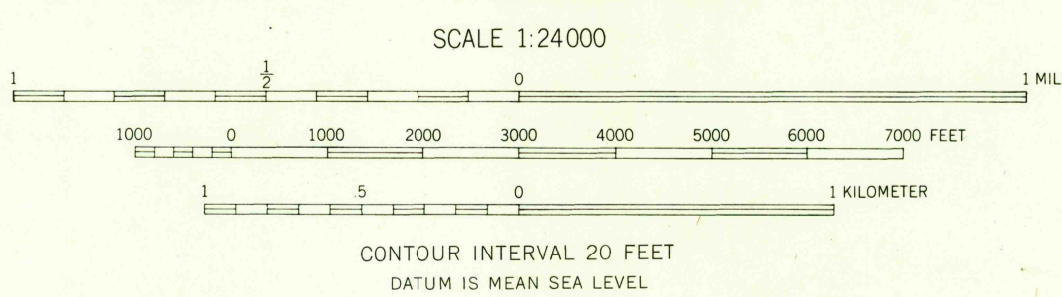 SCALE 1:24000
1 1/2 0 1 MIL
1000 0 1000 2000 3000 4000 5000 6000 7000 FEET
1 .5 0 1 KILOMETER
CONTOUR INTERVAL 20 FEET
DATUM IS MEAN SEA LEVEL